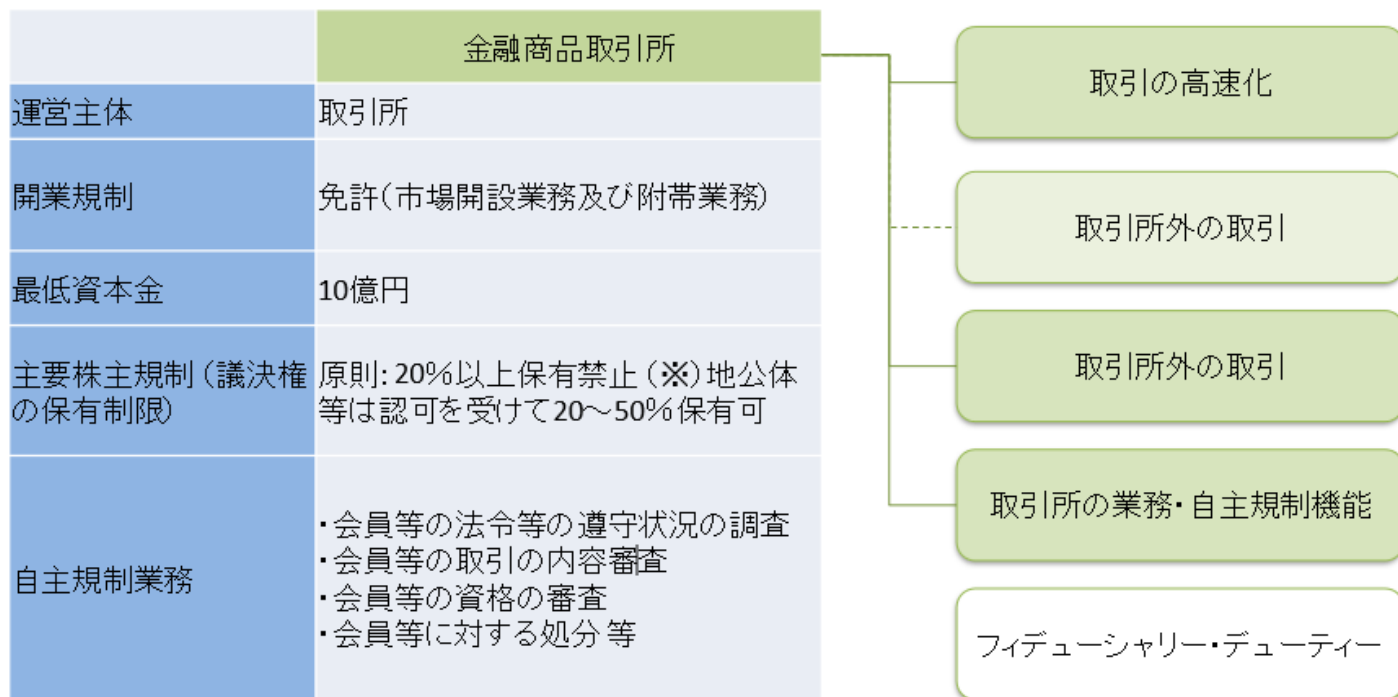 金融商品取引所
運営主体
取引所
開業規制
免許(市場開設業務及び附帯業務)
最低資本金
10億円
主要株主規制(議決権
の保有制限)
原則:20%以上保有禁止(※)地公体
等は認可を受けて20～50%保有可
自主規制業務
・会員等の法令等の遵守状況の調査
・会員等の取引の内容審査
・会員等の資格の審査
・会員等に対する処分 等
取引の高速化
取引所外の取引
取引所外の取引
取引所の業務・自主規制機能
フィデューシャリー・デューティー